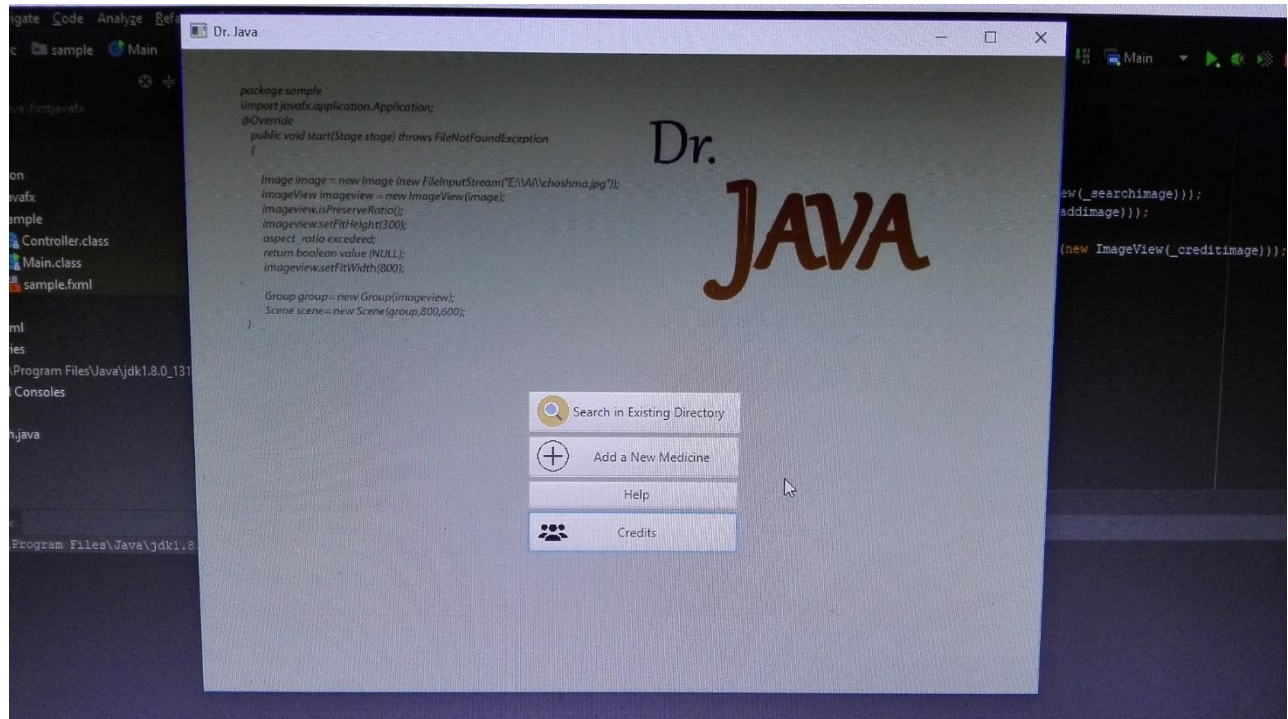 Code Analyze
sample Main
Dr. Java
Main
package sample
import javafx.application.Application;
@Override
public void start(Stage stage) throws FileNotFoundException
{
Image image = new Image (new FileInputStream("E:\\Ai\\choshma.jpg"));
ImageView imageview = new ImageView(image);
imageview.isPreserveRatio();
imageview.setFitHeight(300);
aspect_ratio excedeed;
return boolean value (NULL);
imageview.setFitWidth(800);
Group group= new Group(imageview);
Scene scene= new Scene(group,800,600);
}
Dr.
JAVA
Search in Existing Directory
Add a New Medicine
Help
Credits
Controller.class
Main.class
sample.fxml
\Program Files\Java\jdk1.8.0_131
Consoles
Program Files\Java\jdk1.8
(_searchimage)));
(new ImageView(_creditimage)));